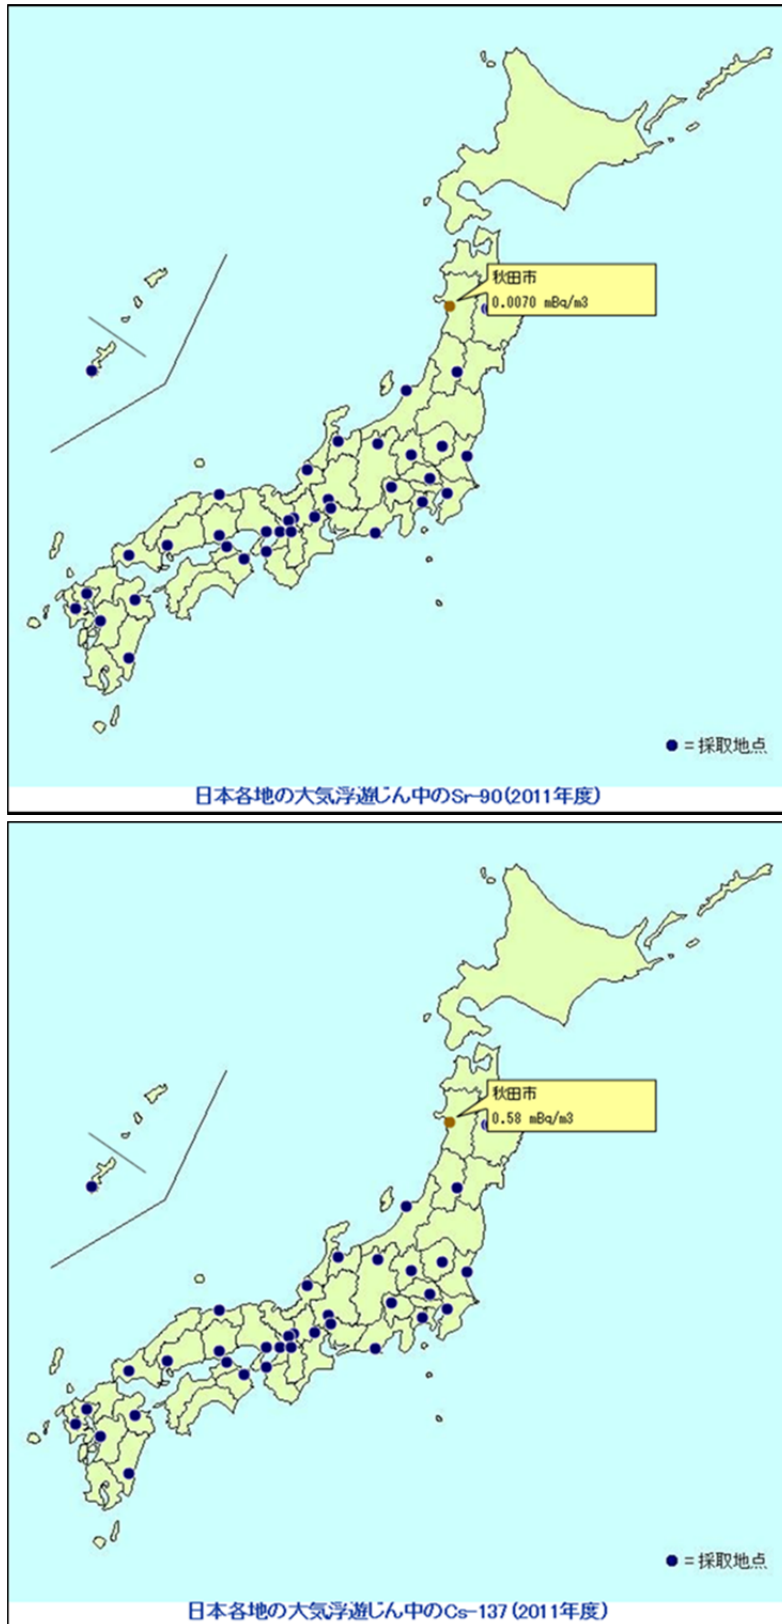 秋田市
0.0070 mBq/m3
● = 採取地点
日本各地の大気浮遊じん中のSr-90(2011年度)
秋田市
0.58 mBq/m3
● = 採取地点
日本各地の大気浮遊じん中のCs-137(2011年度)